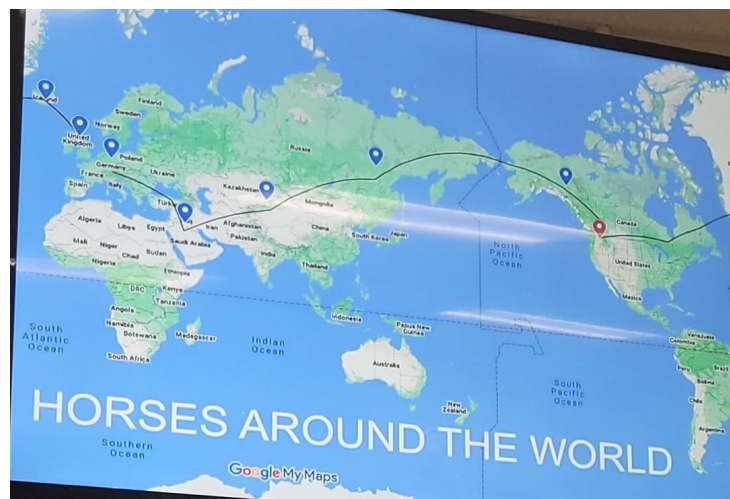 Iceland
Finland
Sweden
Norway
United
Kingdom
Russia
Poland
Germany
Ukraine
France
Kazakhstan
Canada
Spain
Italy
Mongolia
Iraq
Algeria
Libya
Egypt
Iran
Afghanistan
China
South Korea
Japan
North
Pacific
Ocean
United States
Saudi Arabia
Pakistan
Mali
Niger
Chad
Sudan
India
Mexico
Nigeria
Ethiopia
Thailand
DRC
Kenya
Tanzania
Angola
Indonesia
Papua New
Guinea
Venezuela
Colombia
South
Atlantic
Ocean
Namibia
Botswana
Madagascar
Indian
Ocean
Peru
Brazil
South Africa
Australia
Bolivia
South
Pacific
Ocean
Chile
New
Zealand
Argentina
HORSES AROUND THE WORLD
Southern
Ocean
Google My Maps